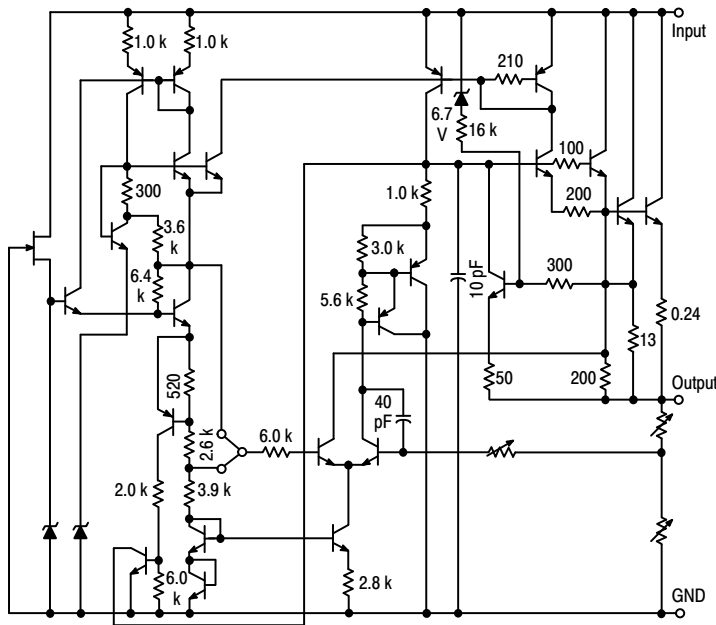 Input
1.0 k
1.0 k
210
6.7
V
16 k
100
300
1.0 k
200
3.6
k
3.0 k
6.4
k
10 pF
300
5.6 k
0.24
13
520
50
200
Output
40
pF
2.6 k
6.0 k
2.0 k
3.9 k
6.0
k
2.8 k
GND